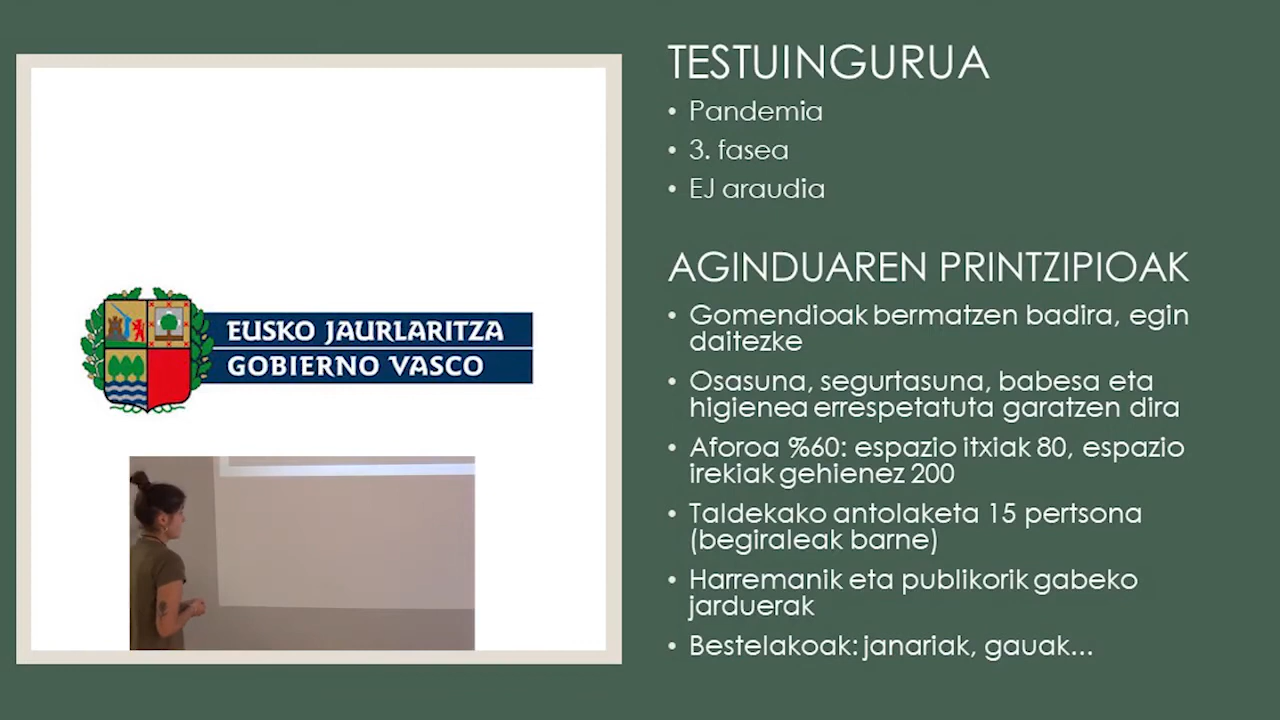 EUSKO JAURLARITZA
GOBIERNO VASCO
TESTUINGURUA
• Pandemia
• 3. fasea
• EJ araudia
AGINDUAREN PRINTZIPIOAK
• Gomendioak bermatzen badira, egin
daitezke
• Osasuna, segurtasuna, babesa eta
higienea errespetatuta garatzen dira
• Aforoa %60: espazio itxiak 80, espazio
irekiak gehienez 200
• Taldekako antolaketa 15 pertsona
(begiraleak barne)
• Harremanik eta publikorik gabeko
jarduerak
• Bestelakoak: janariak, gauak...